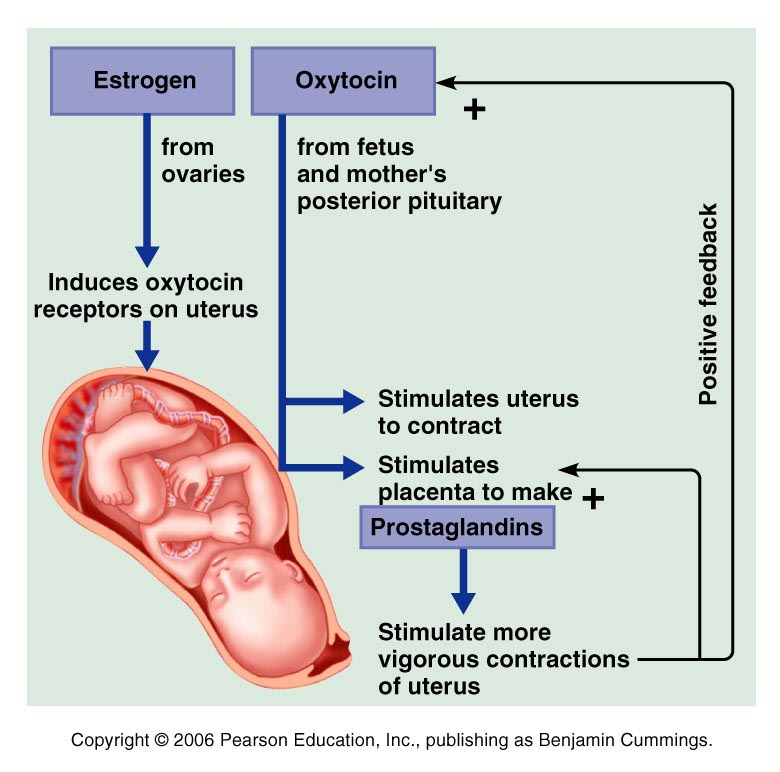 Estrogen
Oxytocin
+
from
ovaries
from fetus
and mother's
posterior pituitary
Positive feedback
Induces oxytocin
receptors on uterus
Stimulates uterus
to contract
Stimulates
placenta to make
+
Prostaglandins
Stimulate more
vigorous contractions
of uterus
Copyright © 2006 Pearson Education, Inc., publishing as Benjamin Cummings.